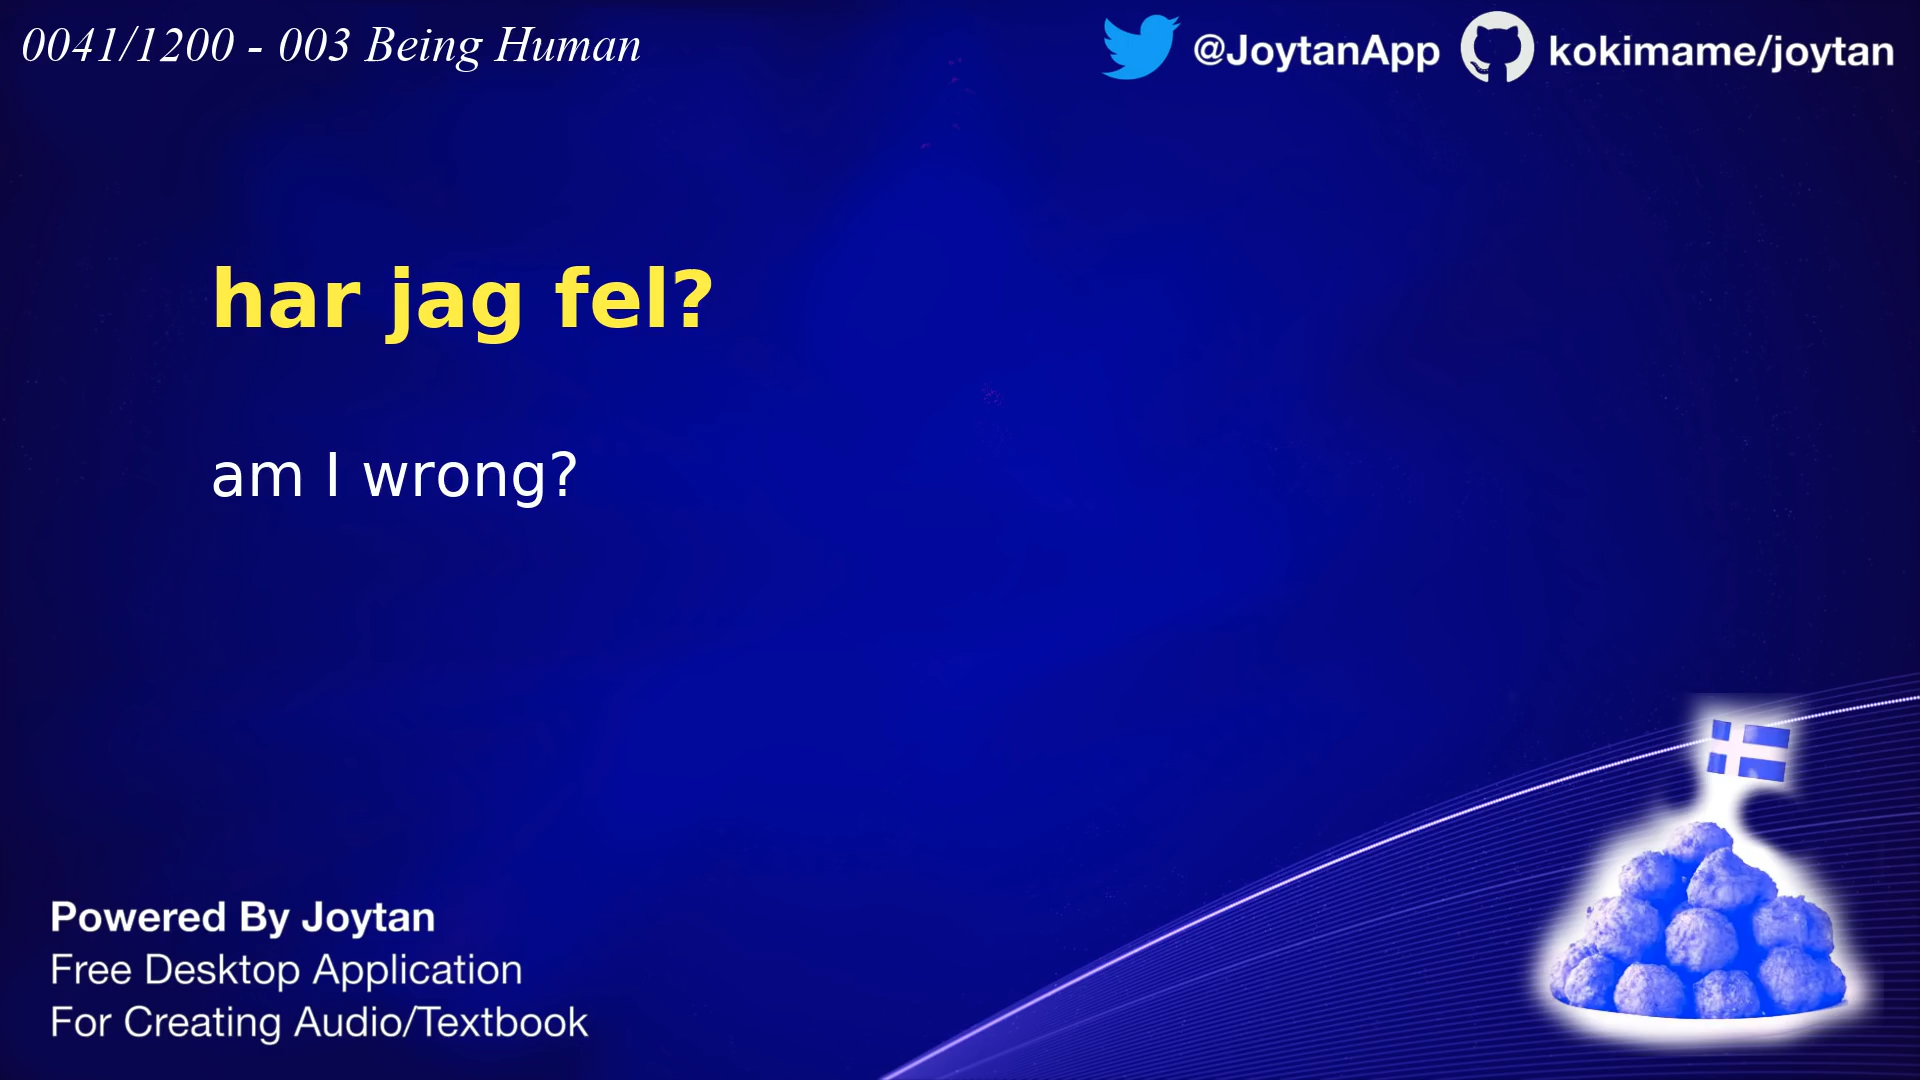 0041/1200 - 003 Being Human
@JoytanApp
kokimame/joytan
har jag fel?
am I wrong?
Powered By Joytan
Free Desktop Application
For Creating Audio/Textbook